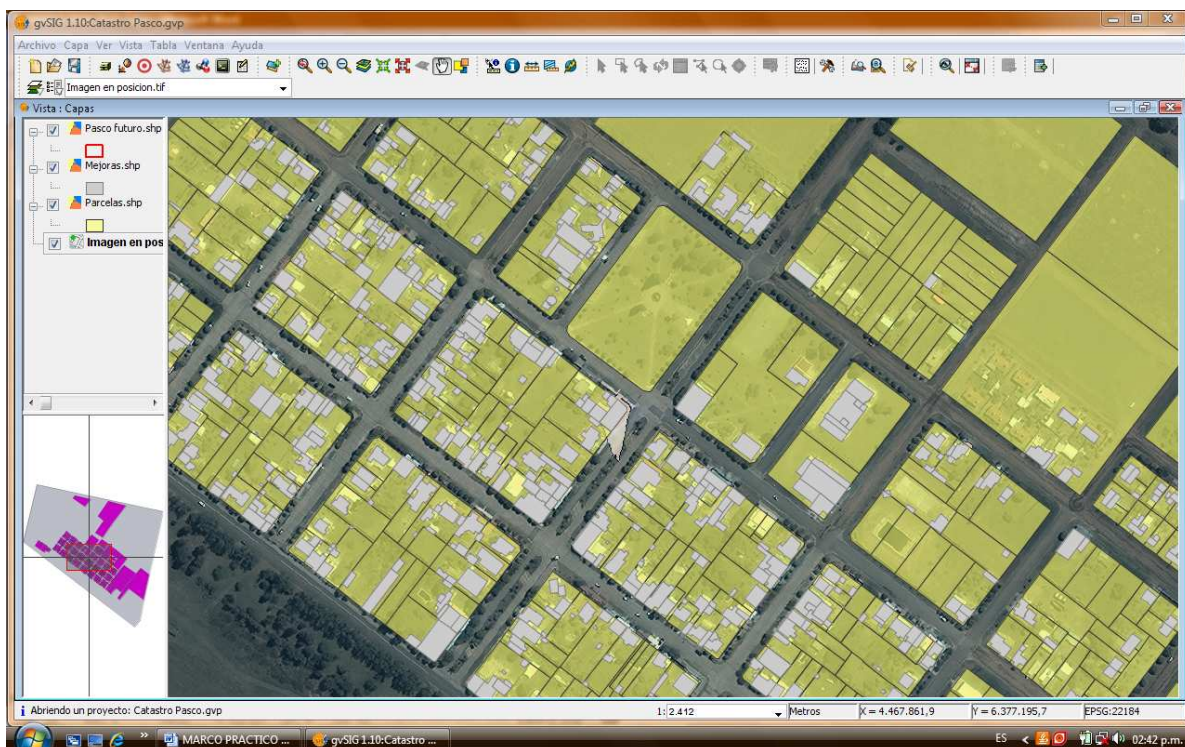 gvSIG 1.10:Catastro Pasco.gvp
Archivo Capa Ver Vista Tabla Ventana Ayuda
Imagen en posicion.tif
Vista : Capas
Pasco futuro.shp
Mejoras.shp
Parcelas.shp
Imagen en pos
Abriendo un proyecto: Catastro Pasco.gvp
1: 2.412
Metros
X = 4.467.861,9
Y = 6.377.195,7
EPSG:22184
MARCO PRACTICO ...
gvSIG 1.10:Catastro ...
ES
02:42 p.m.